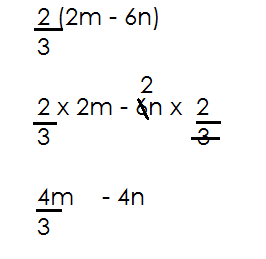 2/3 (2m - 6n)
2/3 x 2m - 6n x 2/3
2
4m/3 - 4n